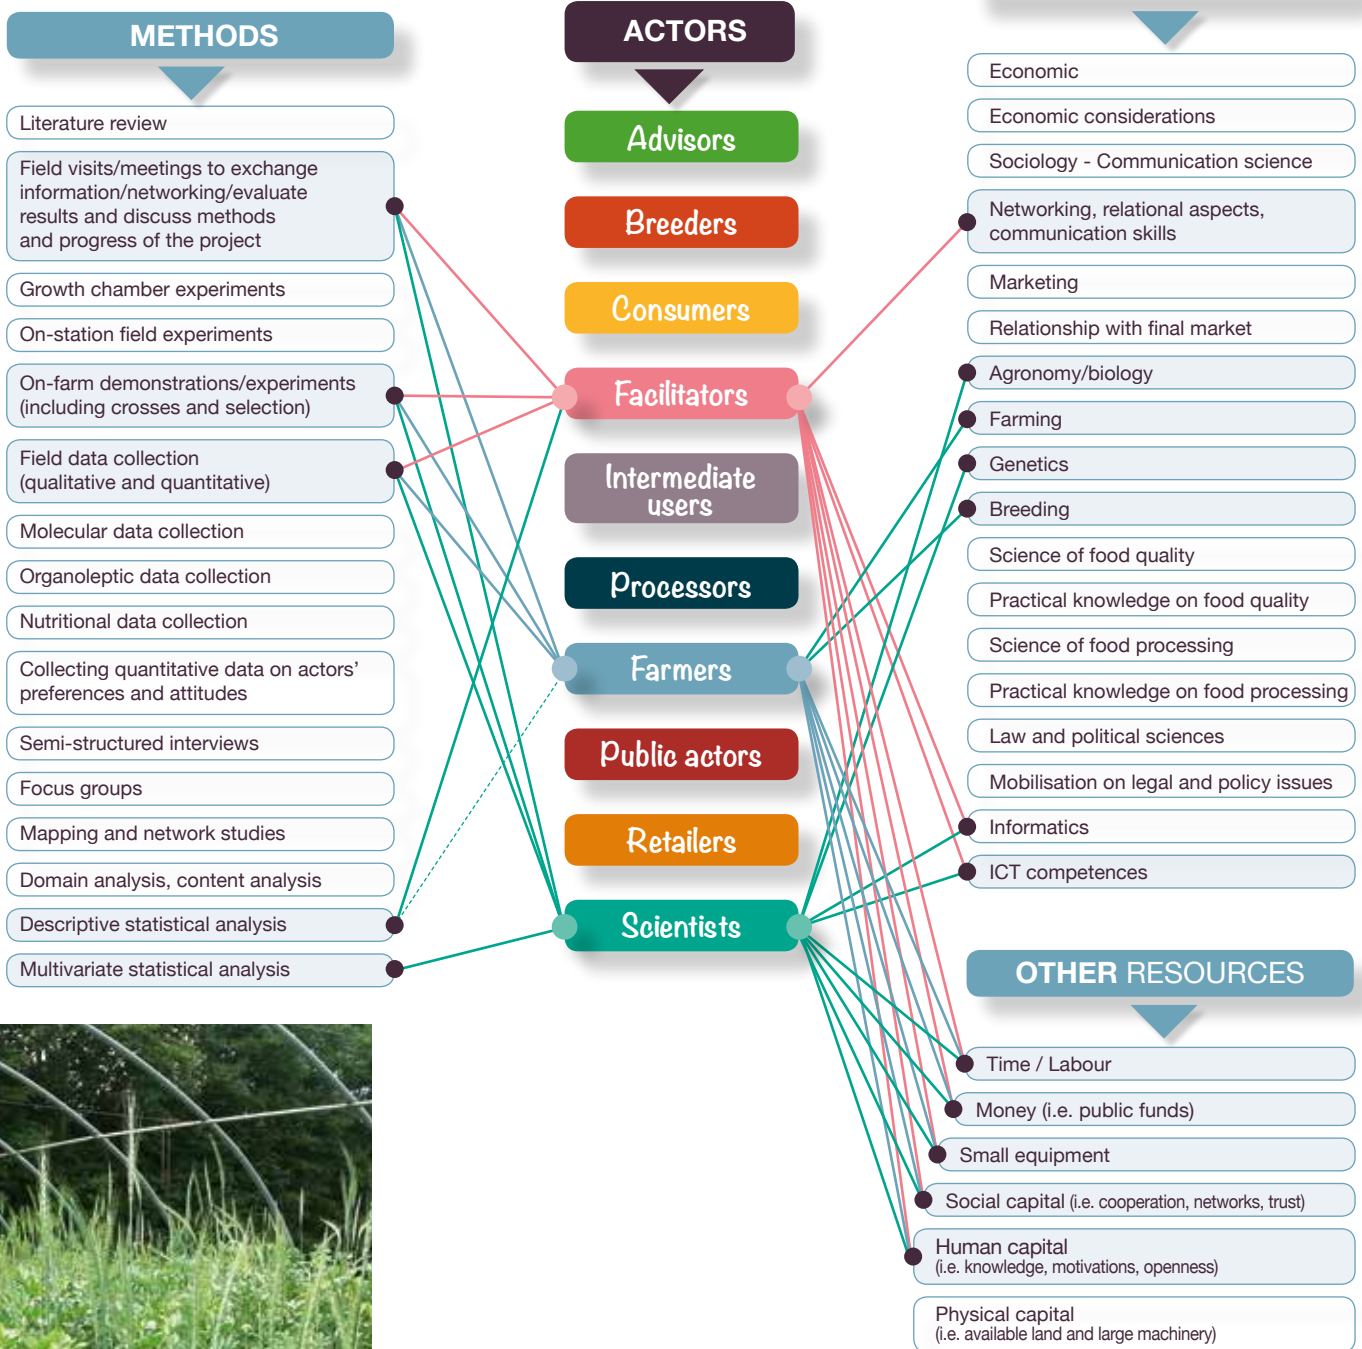 METHODS
Literature review
Field visits/meetings to exchange
information/networking/evaluate
results and discuss methods
and progress of the project
Growth chamber experiments
On-station field experiments
On-farm demonstrations/experiments
(including crosses and selection)
Field data collection
(qualitative and quantitative)
Molecular data collection
Organoleptic data collection
Nutritional data collection
Collecting quantitative data on actors’
preferences and attitudes
Semi-structured interviews
Focus groups
Mapping and network studies
Domain analysis, content analysis
Descriptive statistical analysis
Multivariate statistical analysis
ACTORS
Advisors
Breeders
Consumers
Facilitators
Intermediate
users
Processors
Farmers
Public actors
Retailers
Scientists
Economic
Economic considerations
Sociology - Communication science
Networking, relational aspects,
communication skills
Marketing
Relationship with final market
Agronomy/biology
Farming
Genetics
Breeding
Science of food quality
Practical knowledge on food quality
Science of food processing
Practical knowledge on food processing
Law and political sciences
Mobilisation on legal and policy issues
Informatics
ICT competences
OTHER RESOURCES
Time / Labour
Money (i.e. public funds)
Small equipment
Social capital (i.e. cooperation, networks, trust)
Human capital
(i.e. knowledge, motivations, openness)
Physical capital
(i.e. available land and large machinery)